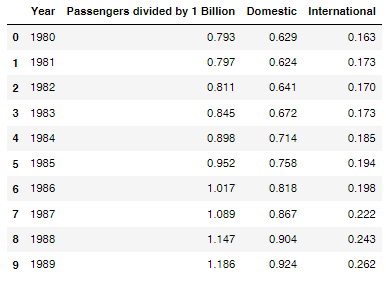 Year Passengers divided by 1 Billion Domestic International
0 1980 0.793 0.629 0.163
1 1981 0.797 0.624 0.173
2 1982 0.811 0.641 0.170
3 1983 0.845 0.672 0.173
4 1984 0.898 0.714 0.185
5 1985 0.952 0.758 0.194
6 1986 1.017 0.818 0.198
7 1987 1.089 0.867 0.222
8 1988 1.147 0.904 0.243
9 1989 1.186 0.924 0.262